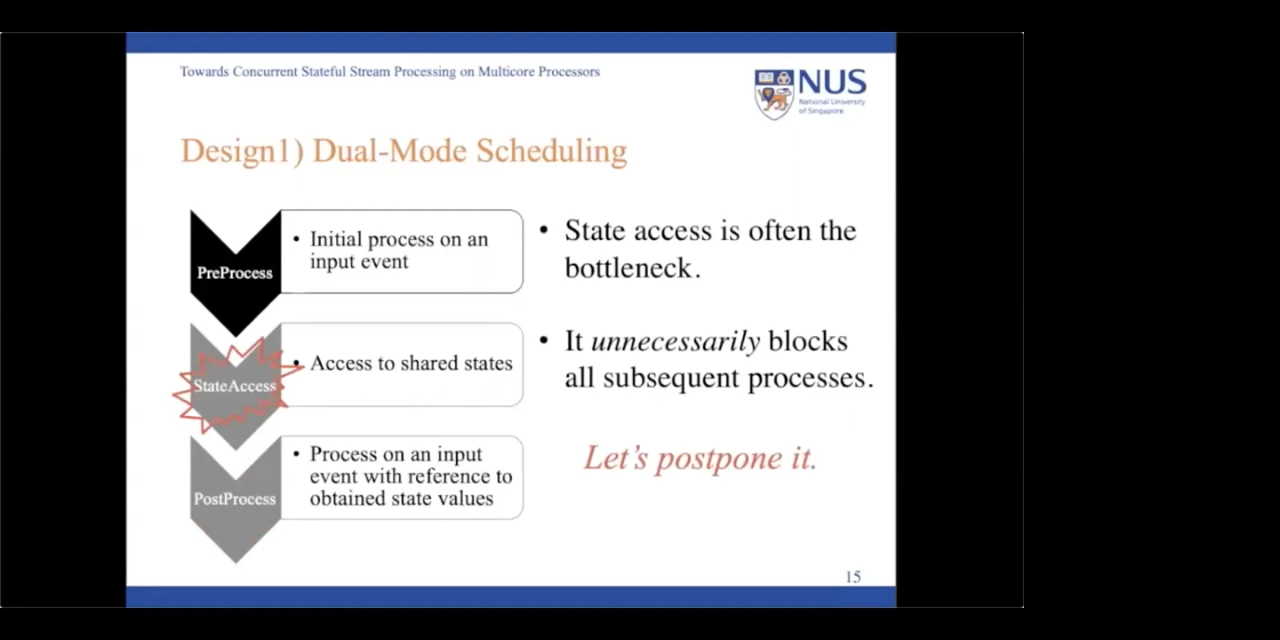 Towards Concurrent Stateful Stream Processing on Multicore Processors
NUS
National University
of Singapore
Design1) Dual-Mode Scheduling
PreProcess
• Initial process on an
input event
StateAccess
• Access to shared states
PostProcess
• Process on an input
event with reference to
obtained state values
• State access is often the
bottleneck.
• It unnecessarily blocks
all subsequent processes.
Let's postpone it.
15